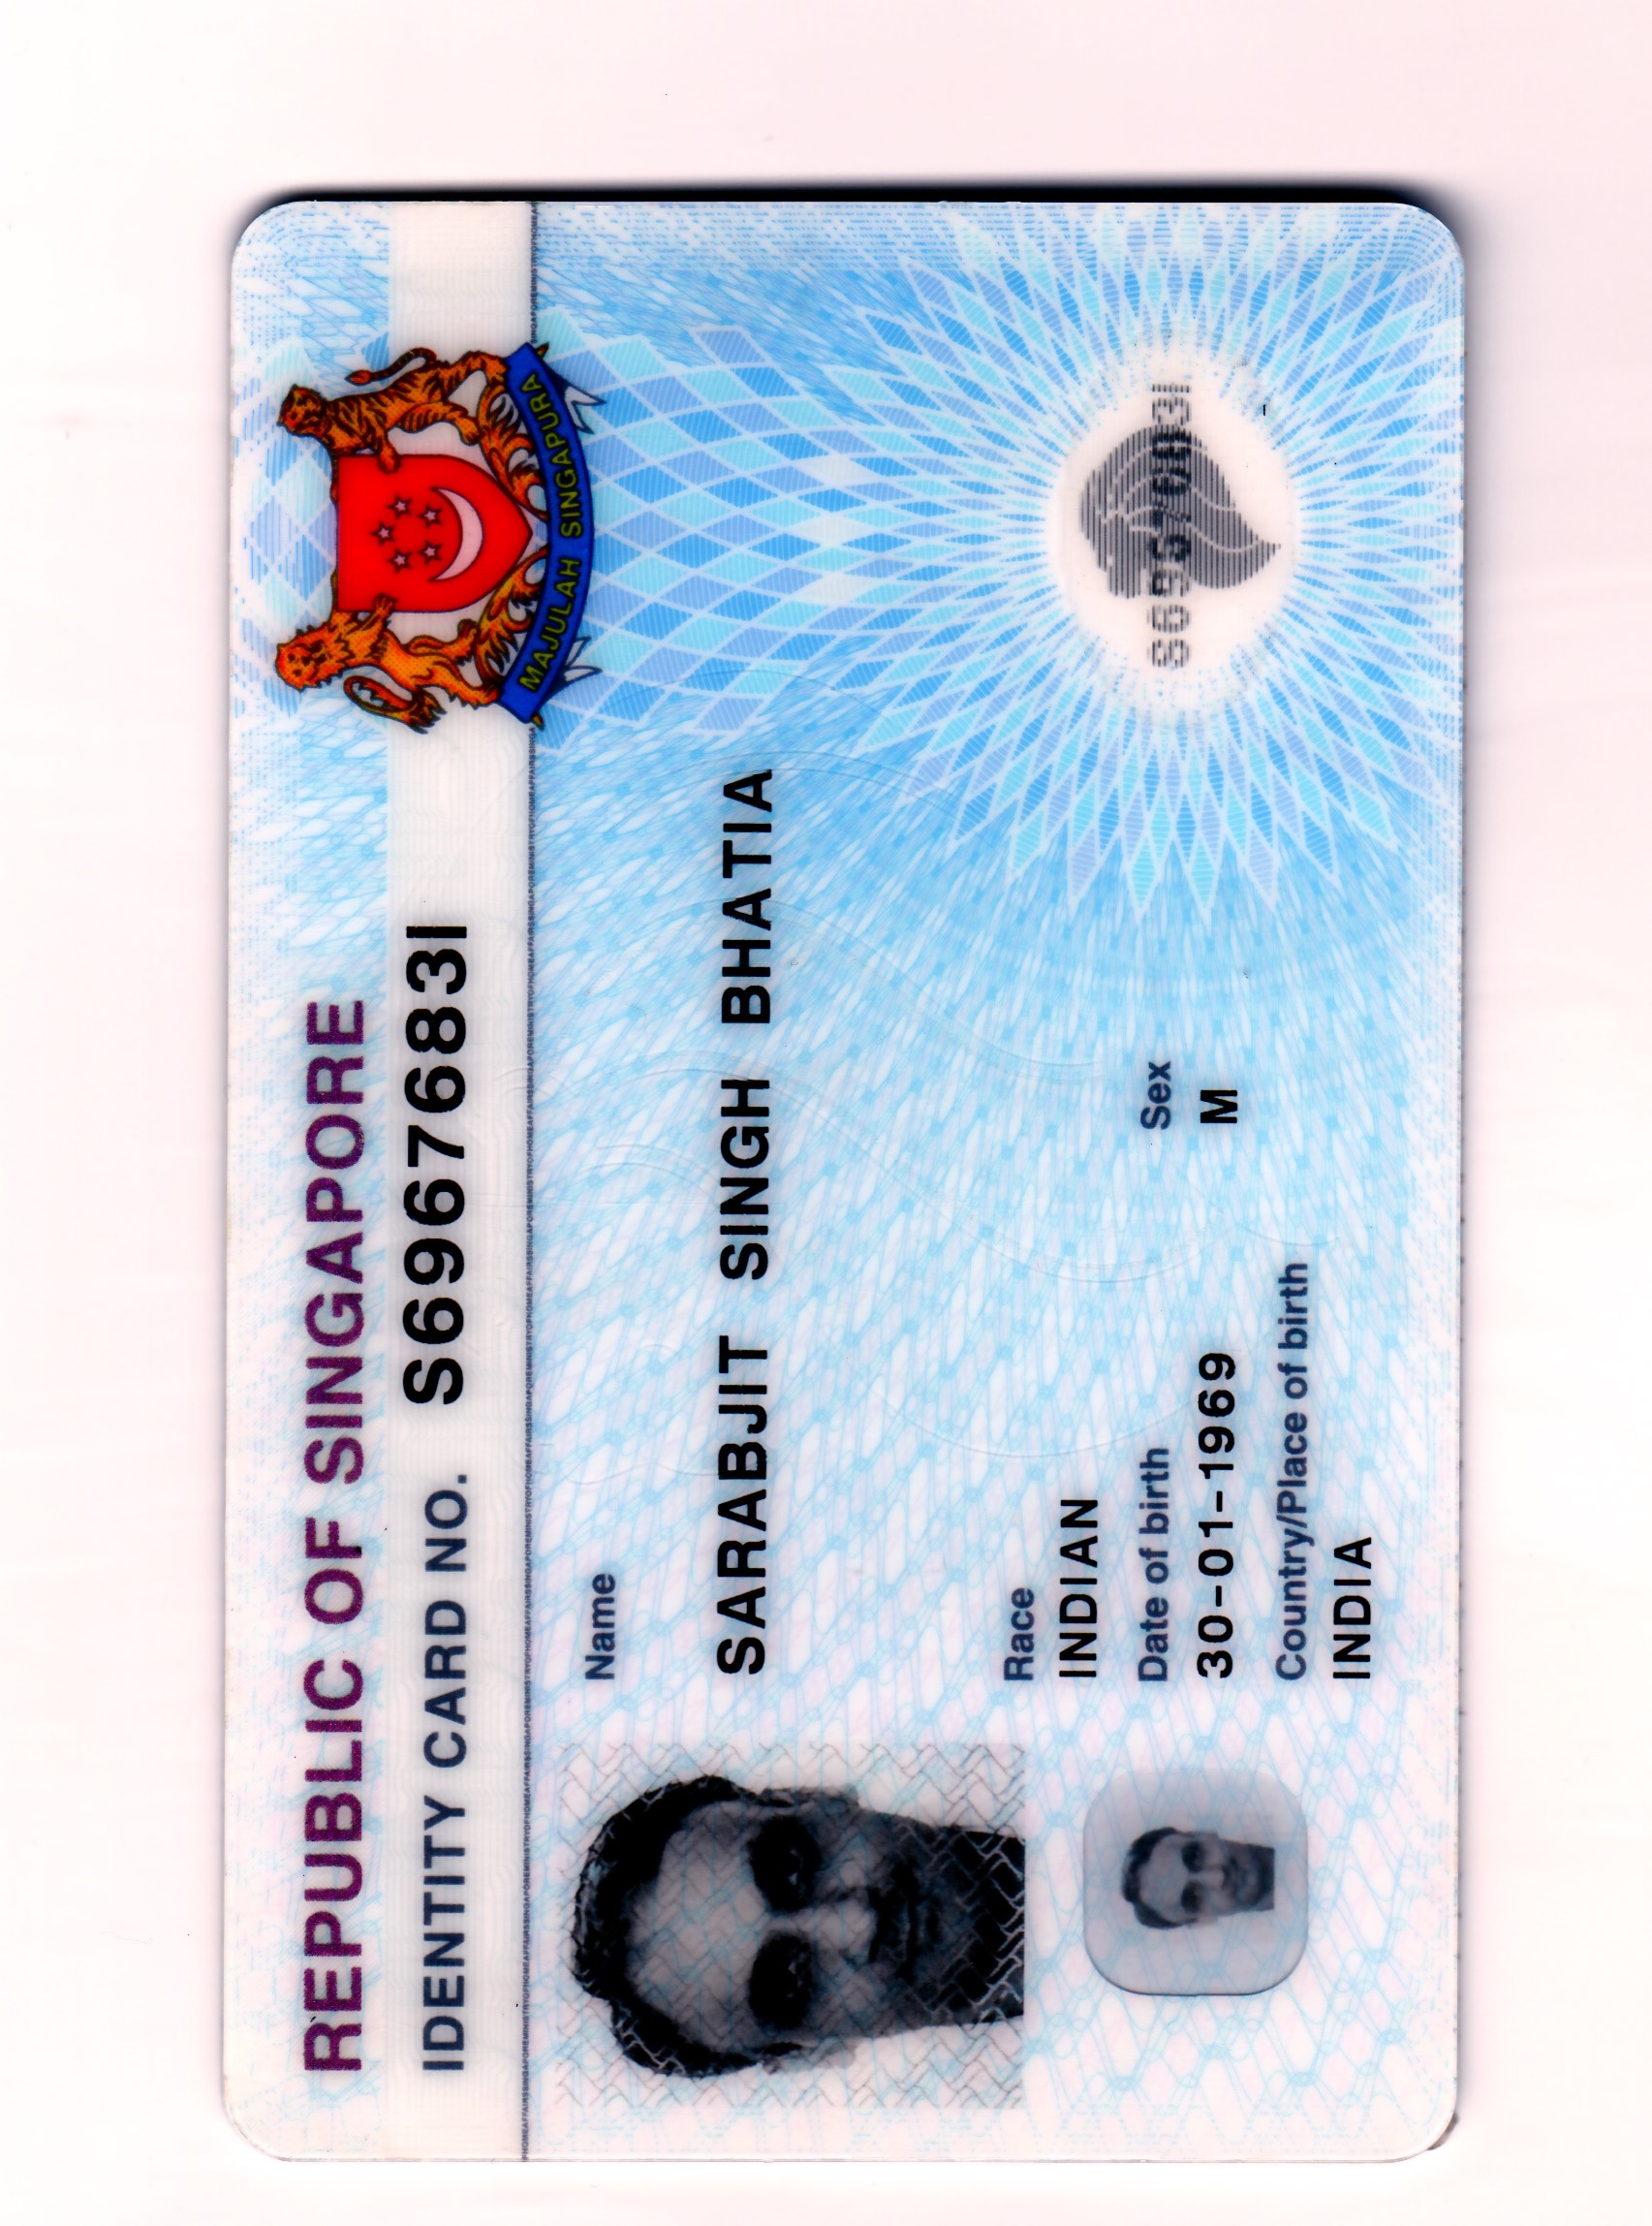 REPUBLIC OF SINGAPORE
IDENTITY CARD NO. S6967683I
MAJULAH SINGAPURA
Name
SARABJIT SINGH BHATIA
Race
INDIAN
Date of birth
Sex
30-01-1969
M
Country/Place of birth
INDIA